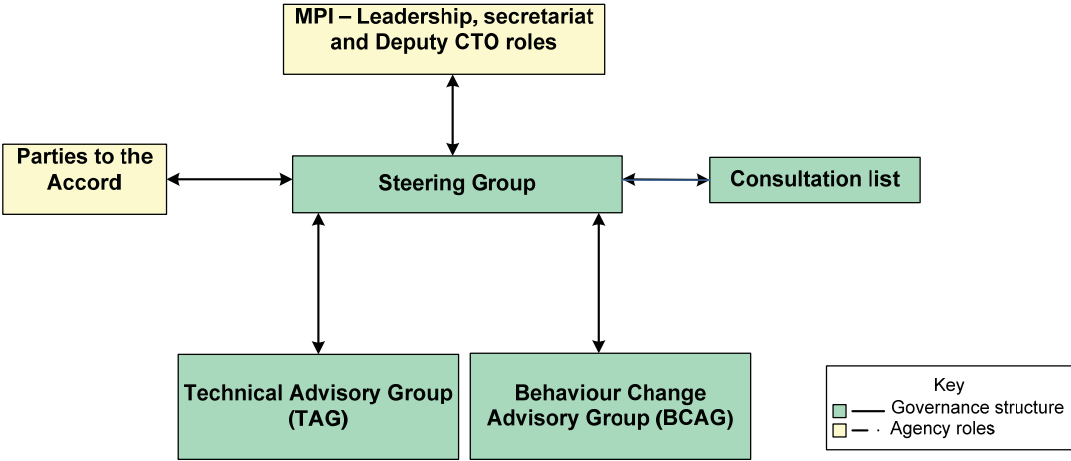 MPI – Leadership, secretariat
and Deputy CTO roles
Parties to the
Accord
Steering Group
Consultation list
Technical Advisory Group
(TAG)
Behaviour Change
Advisory Group (BCAG)
Key
Governance structure
Agency roles